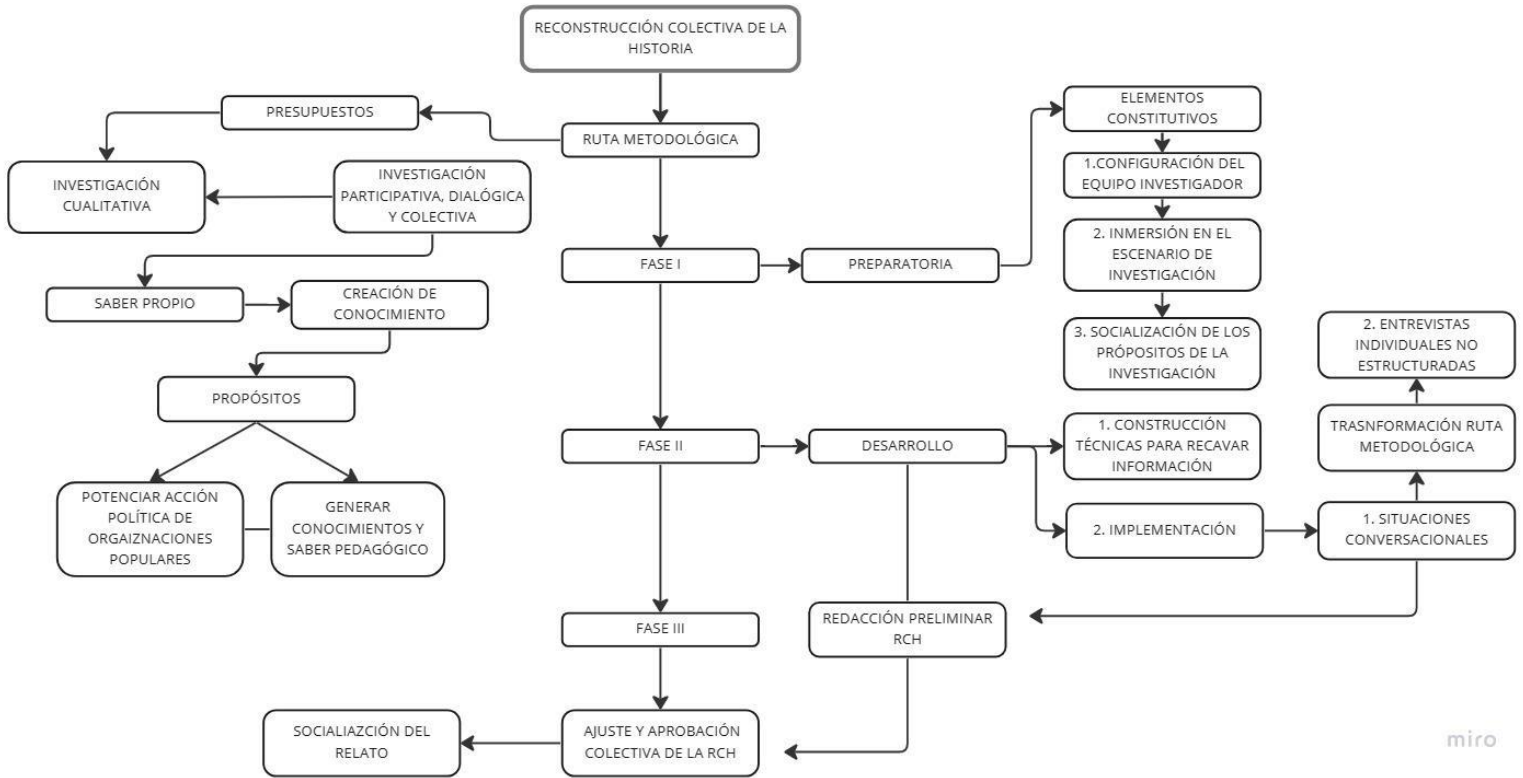 RECONSTRUCCIÓN COLECTIVA DE LA
HISTORIA
PRESUPUESTOS
RUTA METODOLÓGICA
INVESTIGACIÓN
CUALITATIVA
INVESTIGACIÓN
PARTICIPATIVA, DIALÓGICA
Y COLECTIVA
SABER PROPIO
CREACIÓN DE
CONOCIMIENTO
PROPÓSITOS
POTENCIAR ACCIÓN
POLÍTICA DE
ORGAIZNACIONES
POPULARES
GENERAR
CONOCIMIENTOS Y
SABER PEDAGÓGICO
FASE I
PREPARATORIA
ELEMENTOS
CONSTITUTIVOS
1.CONFIGURACIÓN DEL
EQUIPO INVESTIGADOR
2. INMERSIÓN EN EL
ESCENARIO DE
INVESTIGACIÓN
3. SOCIALIZACIÓN DE LOS
PRÓPOSITOS DE LA
INVESTIGACIÓN
FASE II
DESARROLLO
1. CONSTRUCCIÓN
TÉCNICAS PARA RECAVAR
INFORMACIÓN
2. IMPLEMENTACIÓN
2. ENTREVISTAS
INDIVIDUALES NO
ESTRUCTURADAS
TRASNFORMACIÓN RUTA
METODOLÓGICA
1. SITUACIONES
CONVERSACIONALES
REDACCIÓN PRELIMINAR
RCH
FASE III
AJUSTE Y APROBACIÓN
COLECTIVA DE LA RCH
SOCIALIAZCIÓN DEL
RELATO
miro